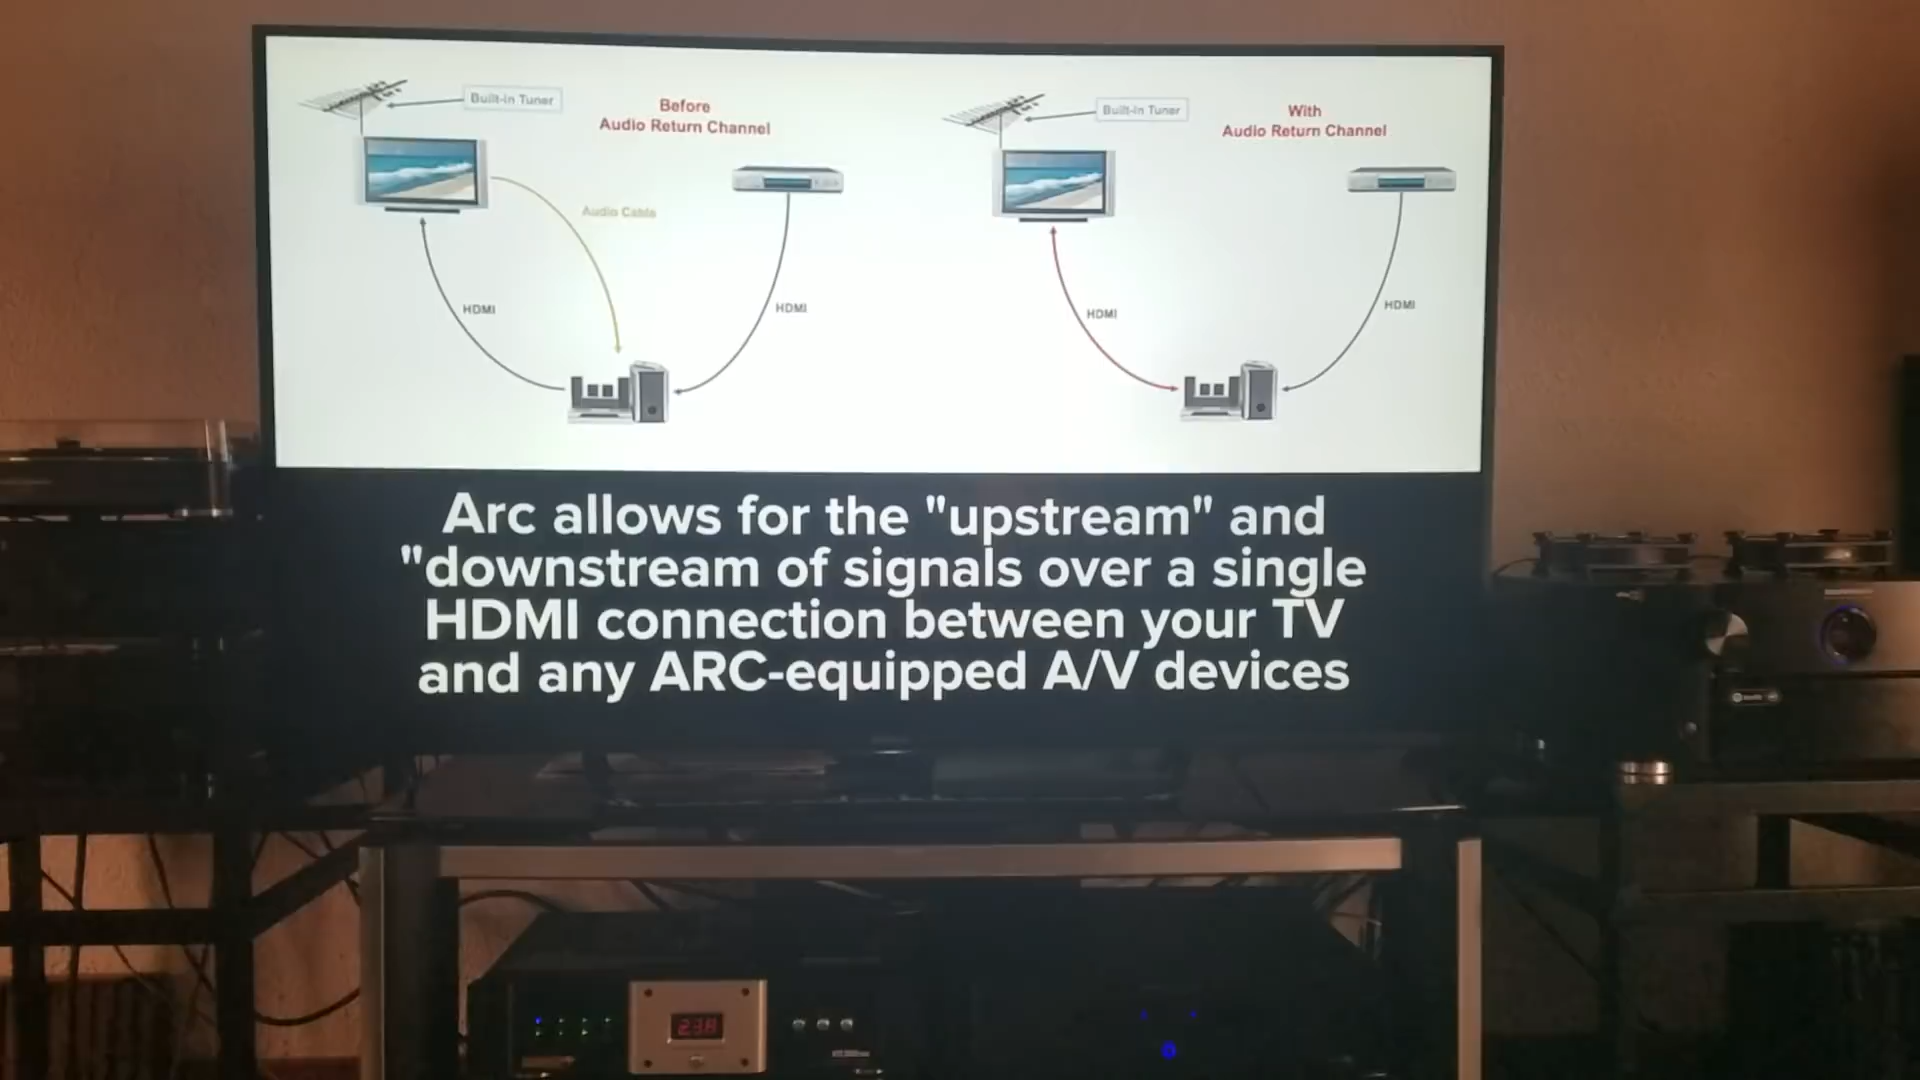 Built-in Tuner
Before
Audio Return Channel
Audio Cable
HDMI
HDMI
Built-in Tuner
With
Audio Return Channel
HDMI
HDMI
Arc allows for the "upstream" and
"downstream of signals over a single
HDMI connection between your TV
and any ARC-equipped A/V devices